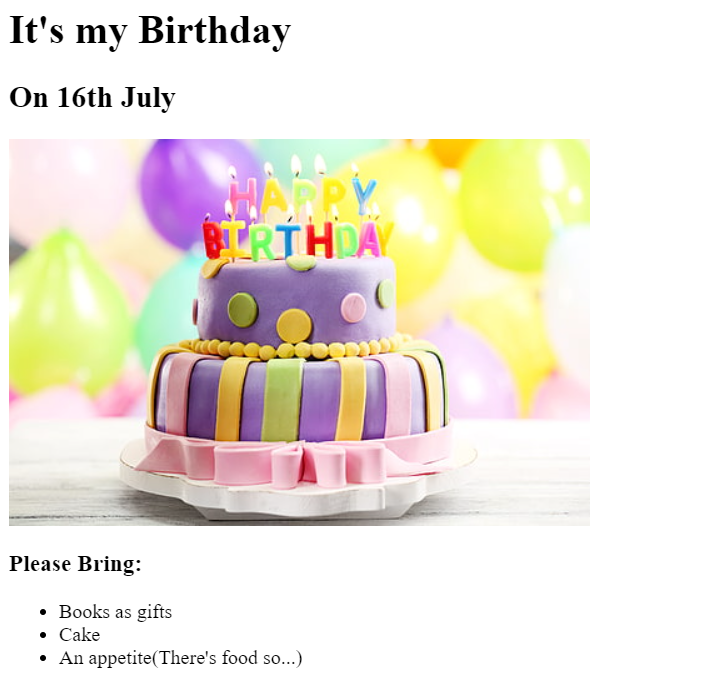 It's my Birthday
On 16th July
HAPPY
BIRTHDAY
Please Bring:
Books as gifts
Cake
An appetite(There's food so...)